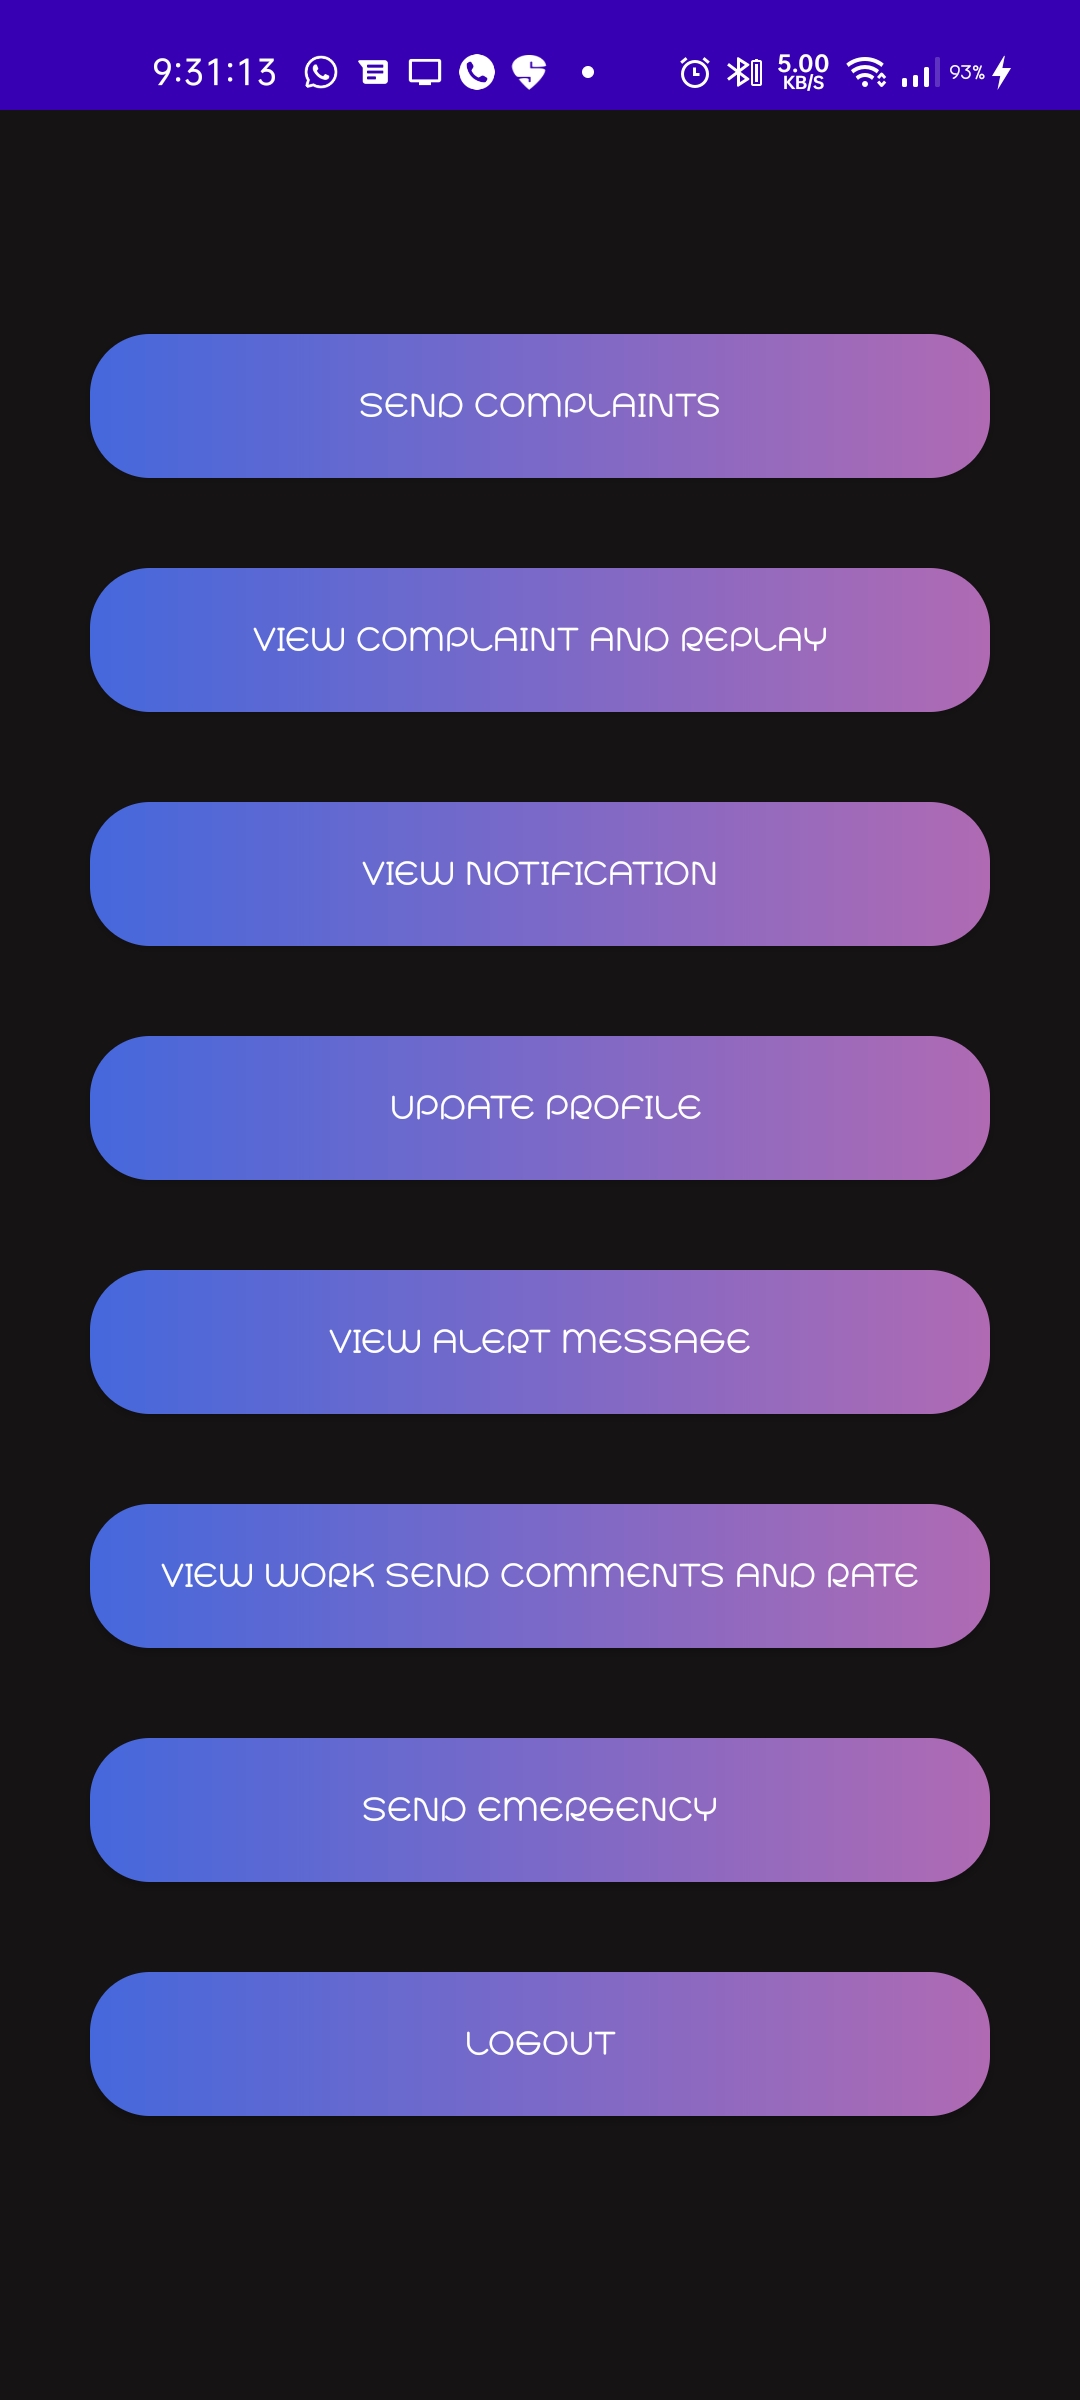 9:31:13 5.00 KB/S 93%
SEND COMPLAINTS
VIEW COMPLAINT AND REPLAY
VIEW NOTIFICATION
UPDATE PROFILE
VIEW ALERT MESSAGE
VIEW WORK SEND COMMENTS AND RATE
SEND EMERGENCY
LOGOUT